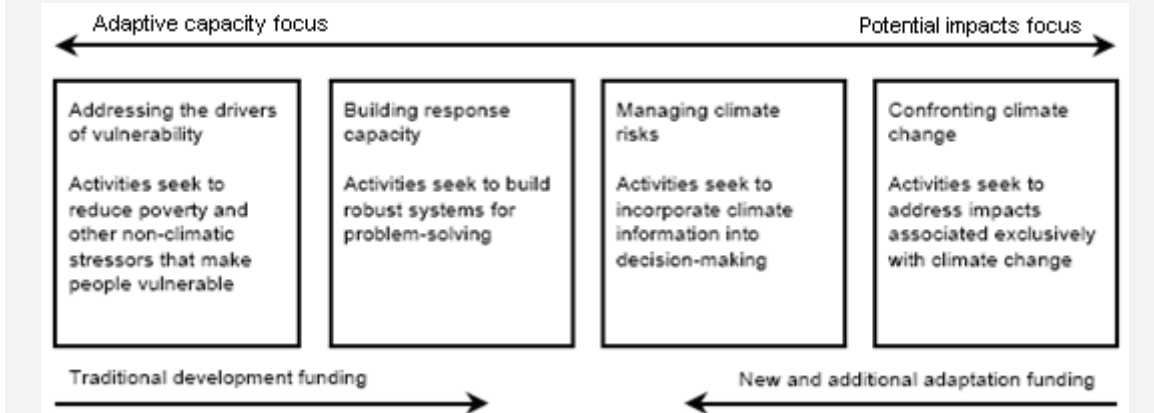 Adaptive capacity focus
Potential impacts focus
Addressing the drivers
of vulnerability
Activities seek to
reduce poverty and
other non-climatic
stressors that make
people vulnerable
Building response
capacity
Activities seek to build
robust systems for
problem-solving
Managing climate
risks
Activities seek to
incorporate climate
information into
decision-making
Confronting climate
change
Activities seek to
address impacts
associated exclusively
with climate change
Traditional development funding
New and additional adaptation funding